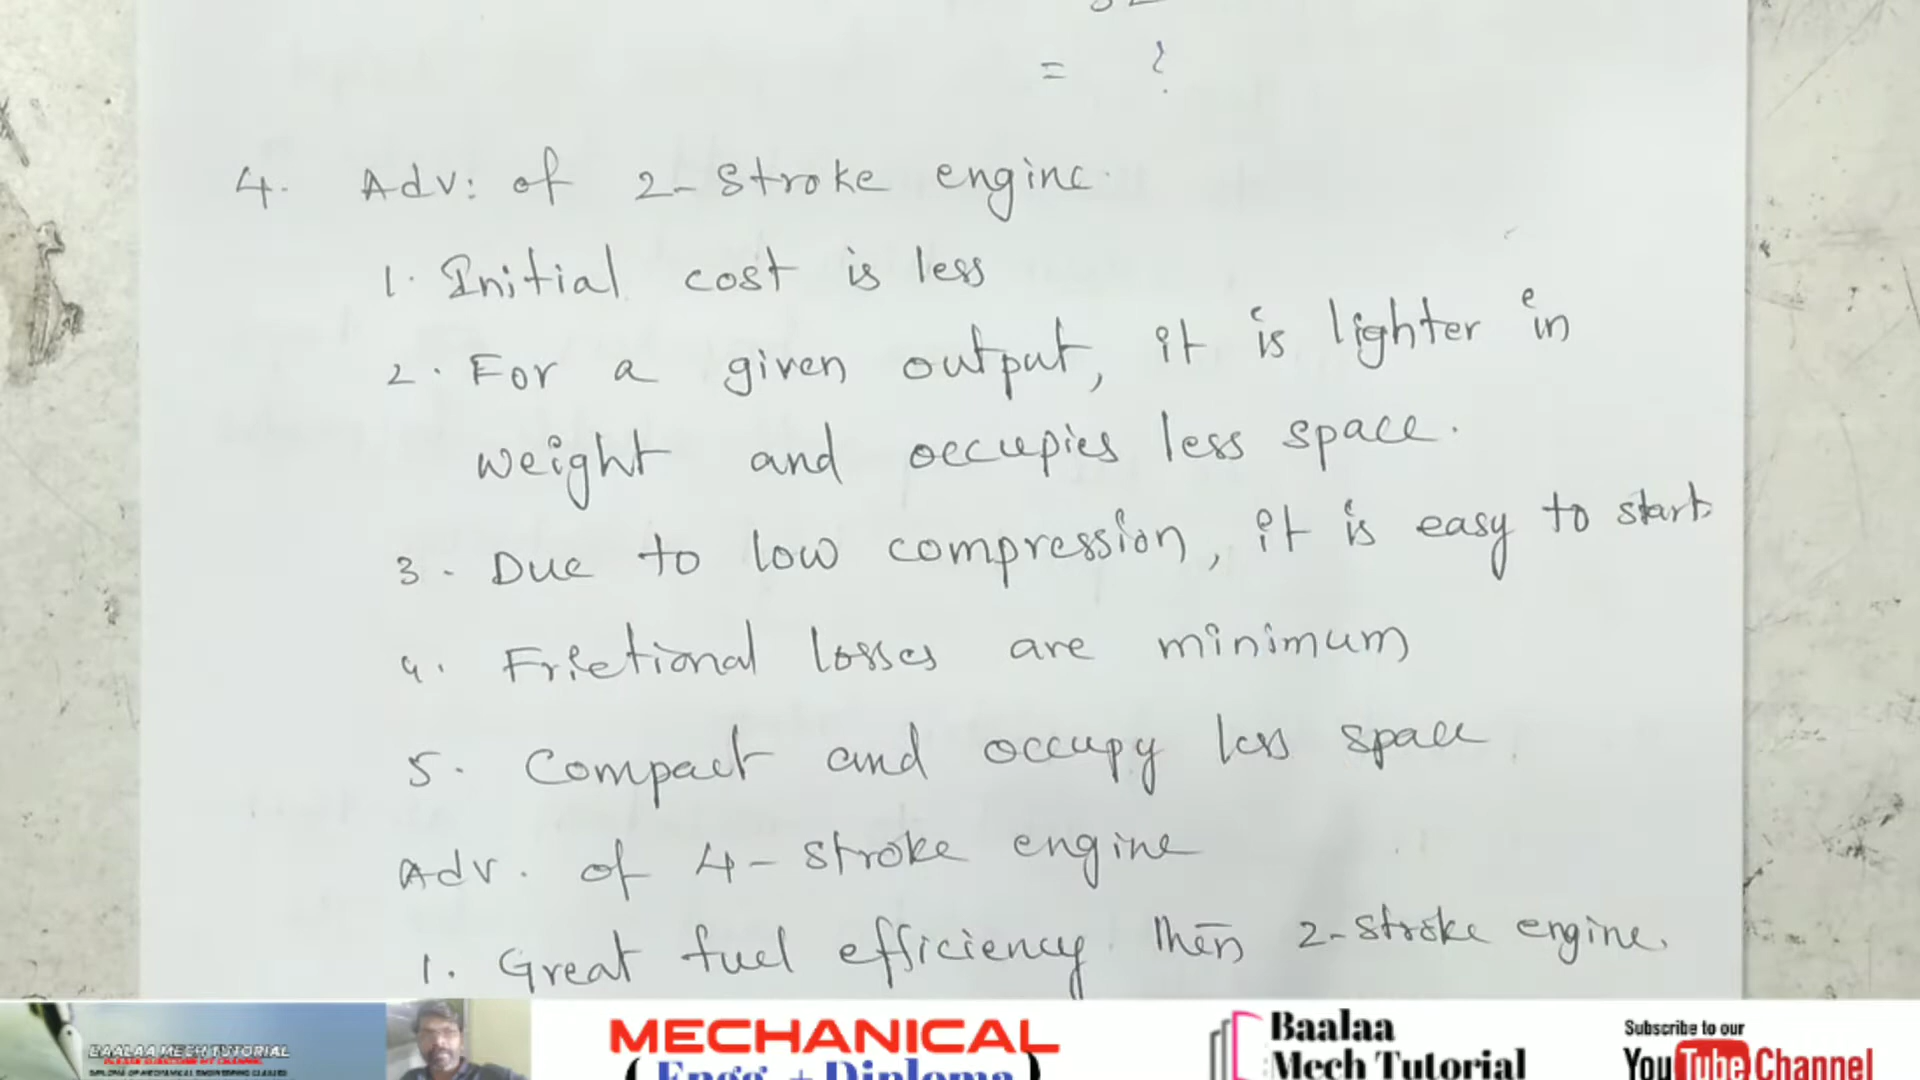 = ?
4. Adv: of 2-stroke engine.
1. Initial cost is less
2. For a given output, it is lighter in
weight and occupies less space.
3. Due to low compression, it is easy to start.
4. Frictional losses are minimum
5. Compact and occupy less space
Adv. of 4-stroke engine
1. Great fuel efficiency then 2-stroke engine.
BAALAA MECH TUTORIAL
MECHANICAL
(Engg. + Diploma)
Baalaa
Mech Tutorial
Subscribe to our
YouTube Channel